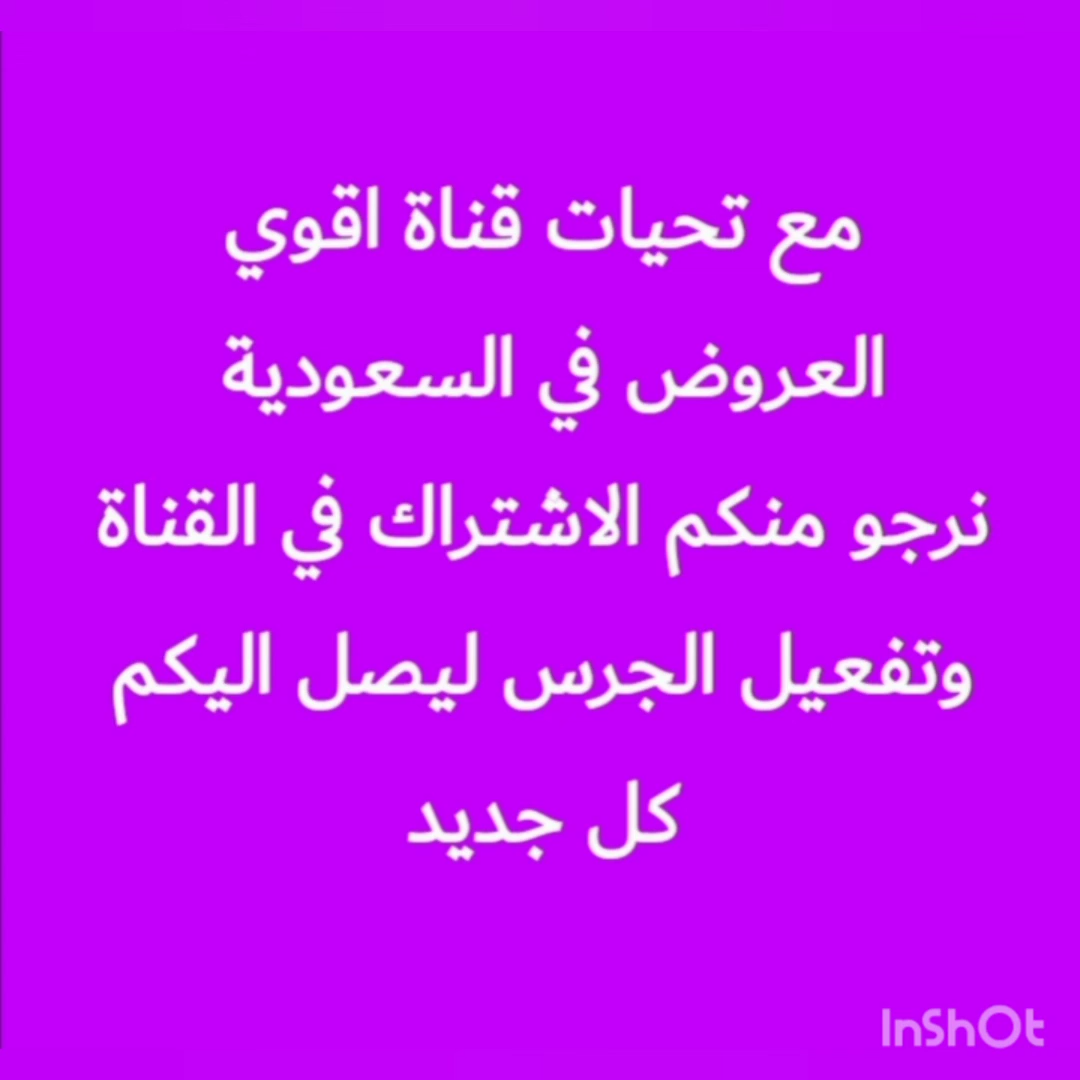 مع تحيات قناة اقوي
العروض في السعودية
نرجو منكم الاشتراك في القناة
وتفعيل الجرس ليصل اليكم
كل جديد
InShOt